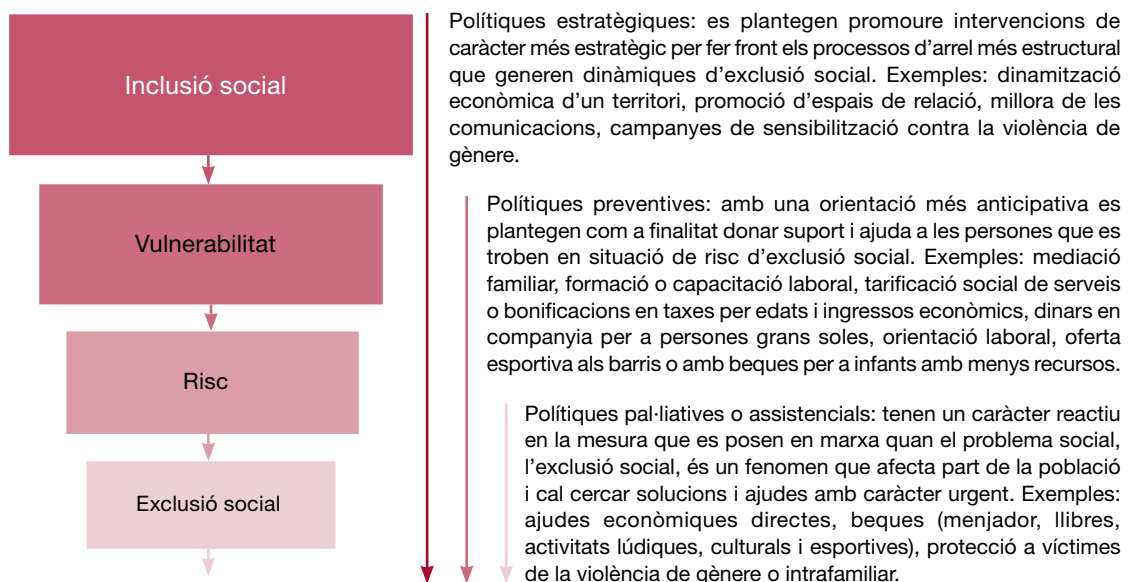 Inclusió social
Vulnerabilitat
Risc
Exclusió social
Polítiques estratègiques: es plantegen promoure intervencions de
caràcter més estratègic per fer front els processos d’arrel més estructural
que generen dinàmiques d’exclusió social. Exemples: dinamització
econòmica d’un territori, promoció d’espais de relació, millora de les
comunicacions, campanyes de sensibilització contra la violència de
gènere.
Polítiques preventives: amb una orientació més anticipativa es
plantegen com a finalitat donar suport i ajuda a les persones que es
troben en situació de risc d’exclusió social. Exemples: mediació
familiar, formació o capacitació laboral, tarificació social de serveis
o bonificacions en taxes per edats i ingressos econòmics, dinars en
companyia per a persones grans soles, orientació laboral, oferta
esportiva als barris o amb beques per a infants amb menys recursos.
Polítiques pal·liatives o assistencials: tenen un caràcter reactiu
en la mesura que es posen en marxa quan el problema social,
l’exclusió social, és un fenomen que afecta part de la població
i cal cercar solucions i ajudes amb caràcter urgent. Exemples:
ajudes econòmiques directes, beques (menjador, llibres,
activitats lúdiques, culturals i esportives), protecció a víctimes
de la violència de gènere o intrafamiliar.